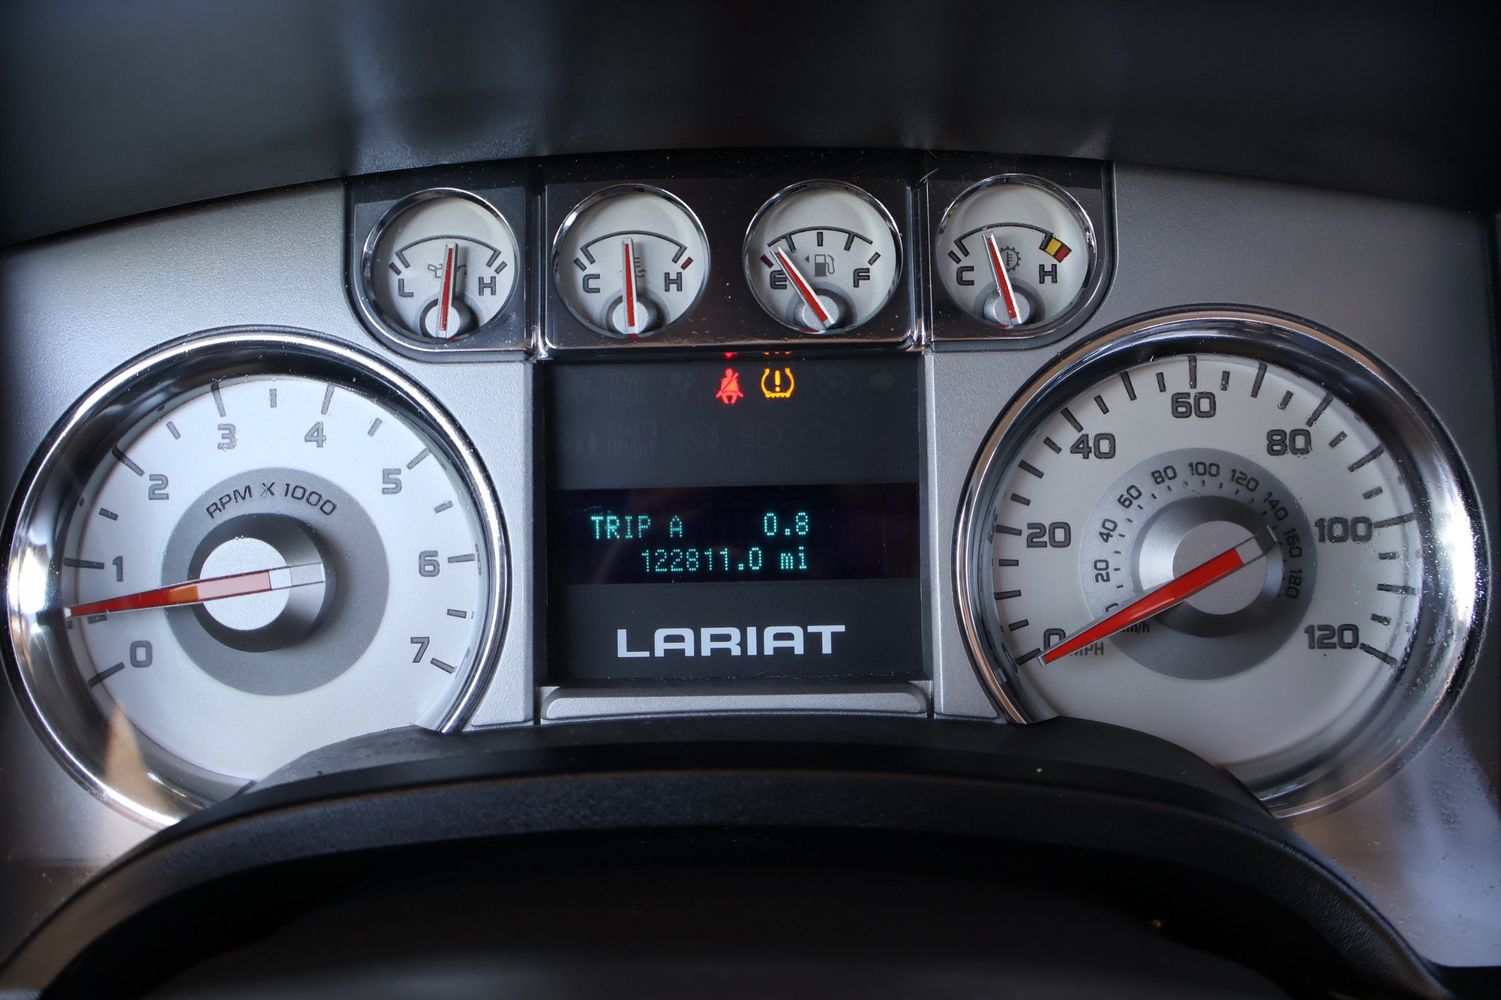 L H
C H
E F
C H
0 1 2 3 4 5 6 7
RPM X 1000
TRIP A 0.8
122811.0 mi
LARIAT
0 20 40 60 80 100 120
MPH
20 40 60 80 100 120 140 160 180
km/h